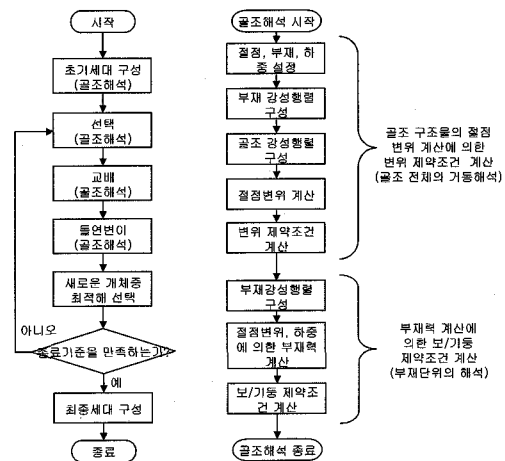 시작
초기세대 구성
(골조해석)
선택
(골조해석)
교배
(골조해석)
돌연변이
(골조해석)
새로운 개체중
최적해 선택
아니오
종료기준을 만족하는가?
예
최종세대 구성
종료
골조해석 시작
절점, 부재, 하
중 설정
부재 강성행렬
구성
골조 강성행렬
구성
절점변위 계산
변위 제약조건
계산
부재강성행렬
구성
절점변위, 하중
에 의한 부재력
계산
보/기둥 제약조
건 계산
골조해석 종료
골조 구조물의 절점
변위 계산에 의한
변위 제약조건 계산
(골조 전체의 거동해석)
부재력 계산에
의한 보/기둥
제약조건 계산
(부재단위의 해석)